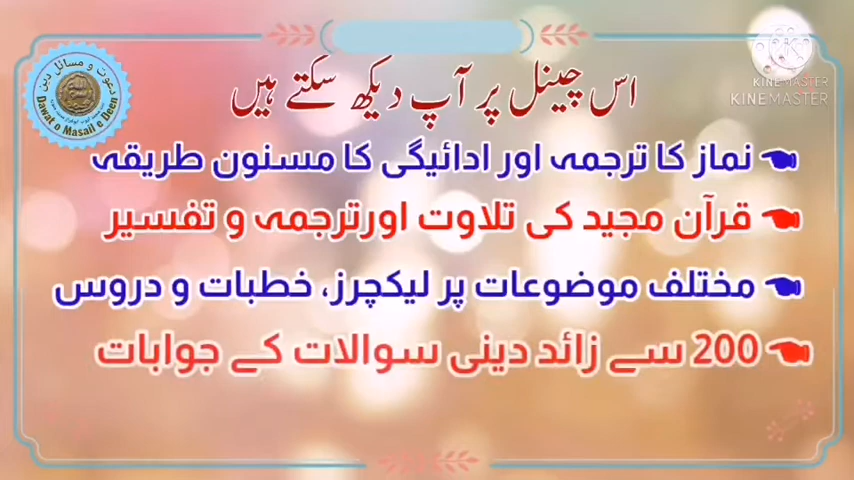 دعوت و مسائل دین
Dawat o Masail e Deen
KINEMASTER
KINEMASTER
اس چینل پر آپ دیکھ سکتے ہیں
نماز کا ترجمہ اور ادائیگی کا مسنون طریقہ
قرآن مجید کی تلاوت اورترجمہ و تفسیر
مختلف موضوعات پر لیکچرز، خطبات و دروس
200 سے زائد دینی سوالات کے جوابات